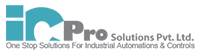 icPro Solutions Pvt. Ltd.
One Stop Solutions For Industrial Automations & Controls